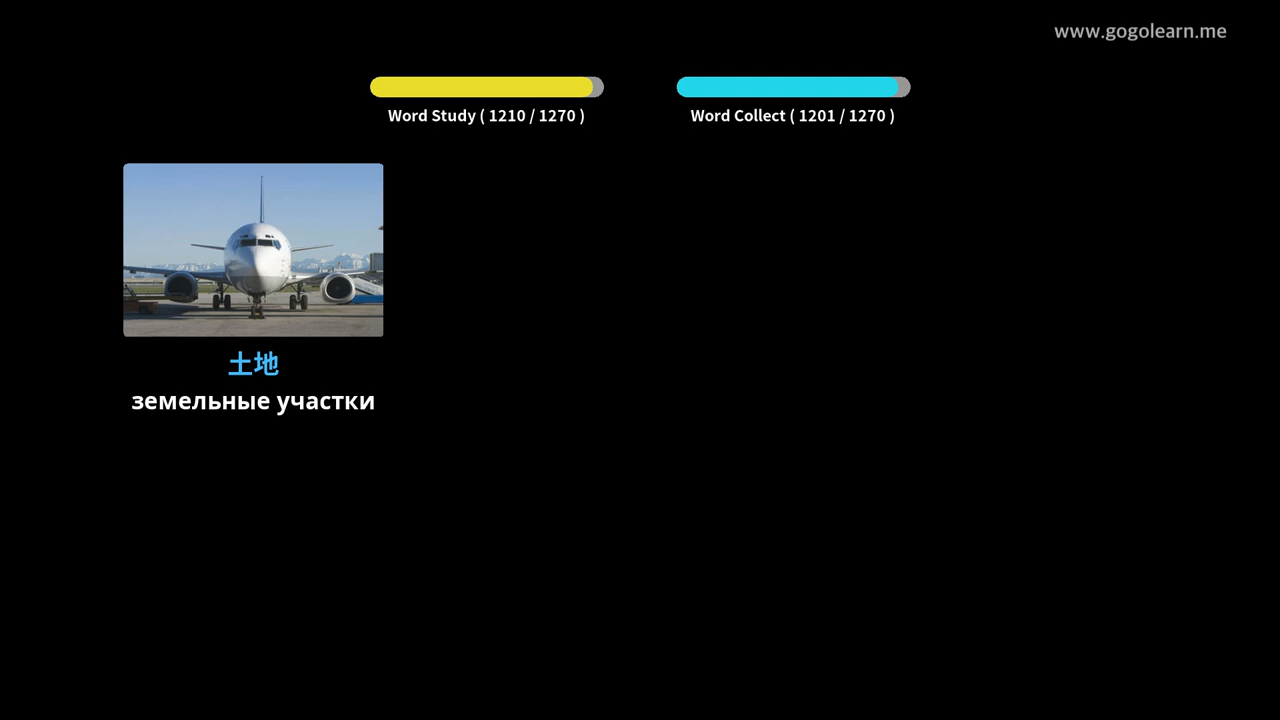 www.gogolearn.me
Word Study ( 1210 / 1270 )
Word Collect ( 1201 / 1270 )
土地
земельные участки